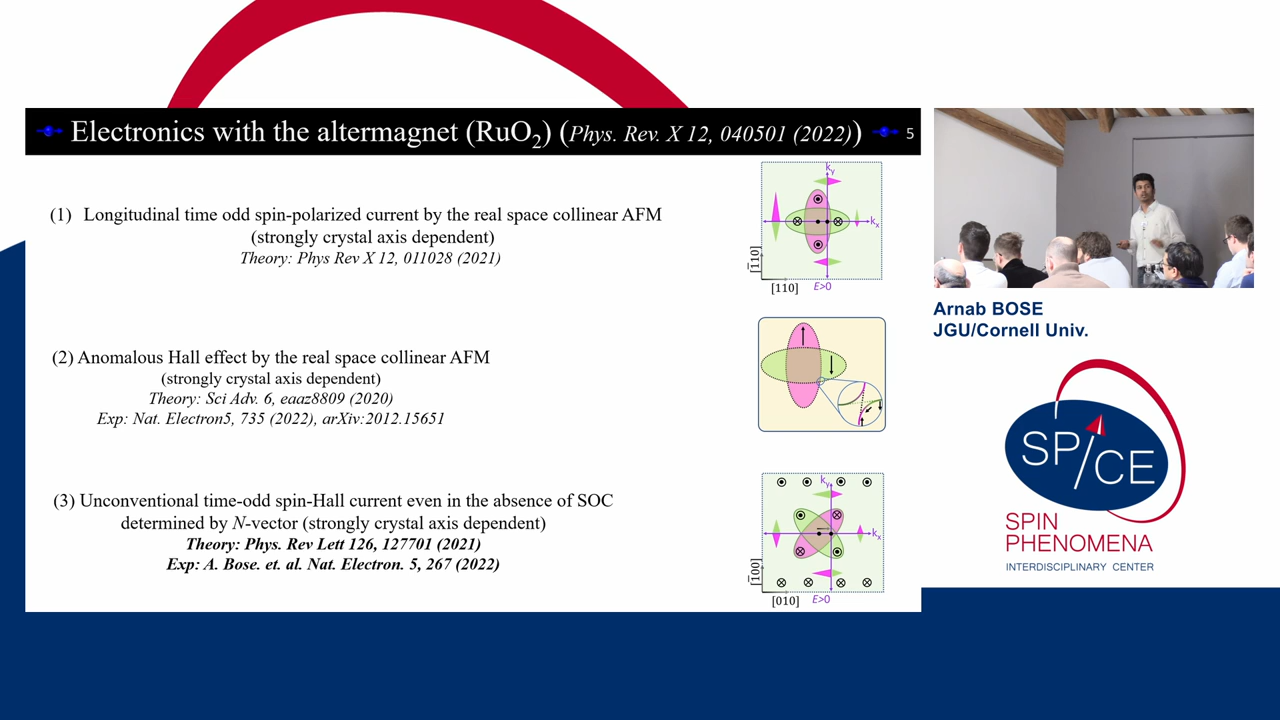 Electronics with the altermagnet (RuO₂) (Phys. Rev. X 12, 040501 (2022))
5
(1) Longitudinal time odd spin-polarized current by the real space collinear AFM
(strongly crystal axis dependent)
Theory: Phys Rev X 12, 011028 (2021)
k_y
k_x
[1̄10]
[110]
E>0
(2) Anomalous Hall effect by the real space collinear AFM
(strongly crystal axis dependent)
Theory: Sci Adv. 6, eaaz8809 (2020)
Exp: Nat. Electron5, 735 (2022), arXiv:2012.15651
(3) Unconventional time-odd spin-Hall current even in the absence of SOC
determined by N-vector (strongly crystal axis dependent)
Theory: Phys. Rev Lett 126, 127701 (2021)
Exp: A. Bose. et. al. Nat. Electron. 5, 267 (2022)
k_y
k_x
[1̄00]
[010]
E>0
Arnab BOSE
JGU/Cornell Univ.
SP/CE
SPIN
PHENOMENA
INTERDISCIPLINARY CENTER